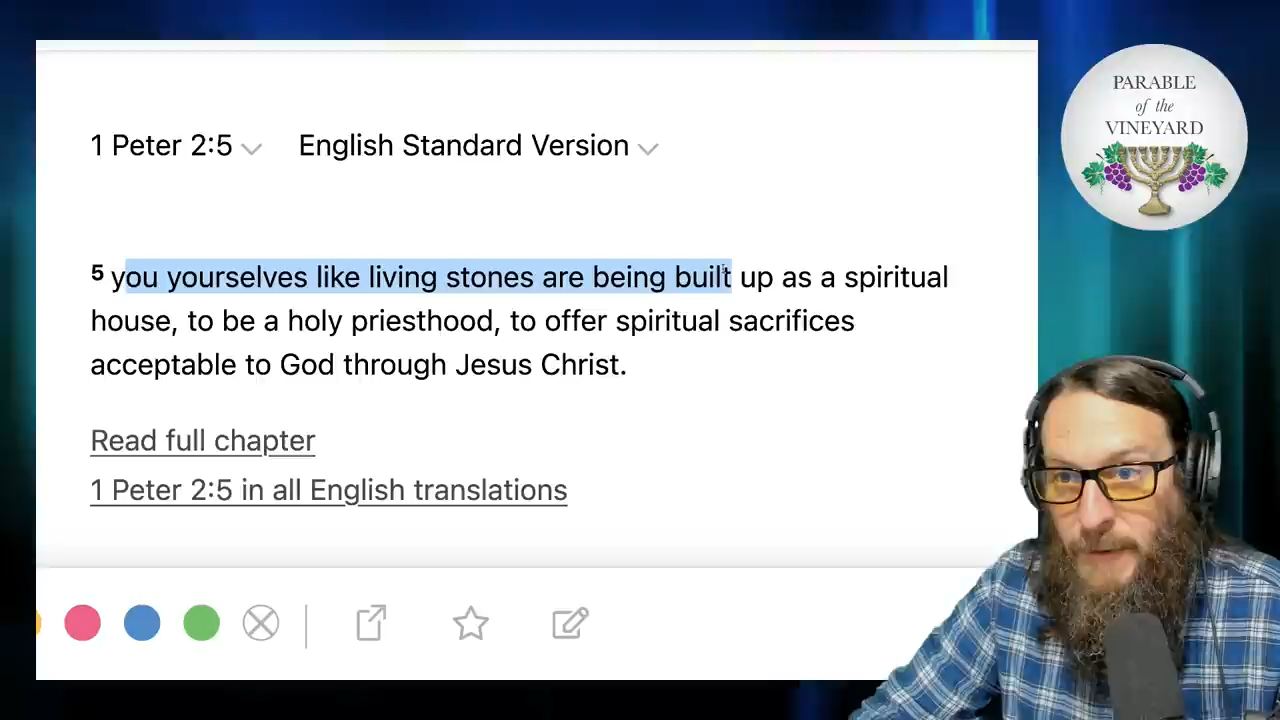 1 Peter 2:5 English Standard Version
PARABLE
of the
VINEYARD
5 you yourselves like living stones are being built up as a spiritual
house, to be a holy priesthood, to offer spiritual sacrifices
acceptable to God through Jesus Christ.
Read full chapter
1 Peter 2:5 in all English translations